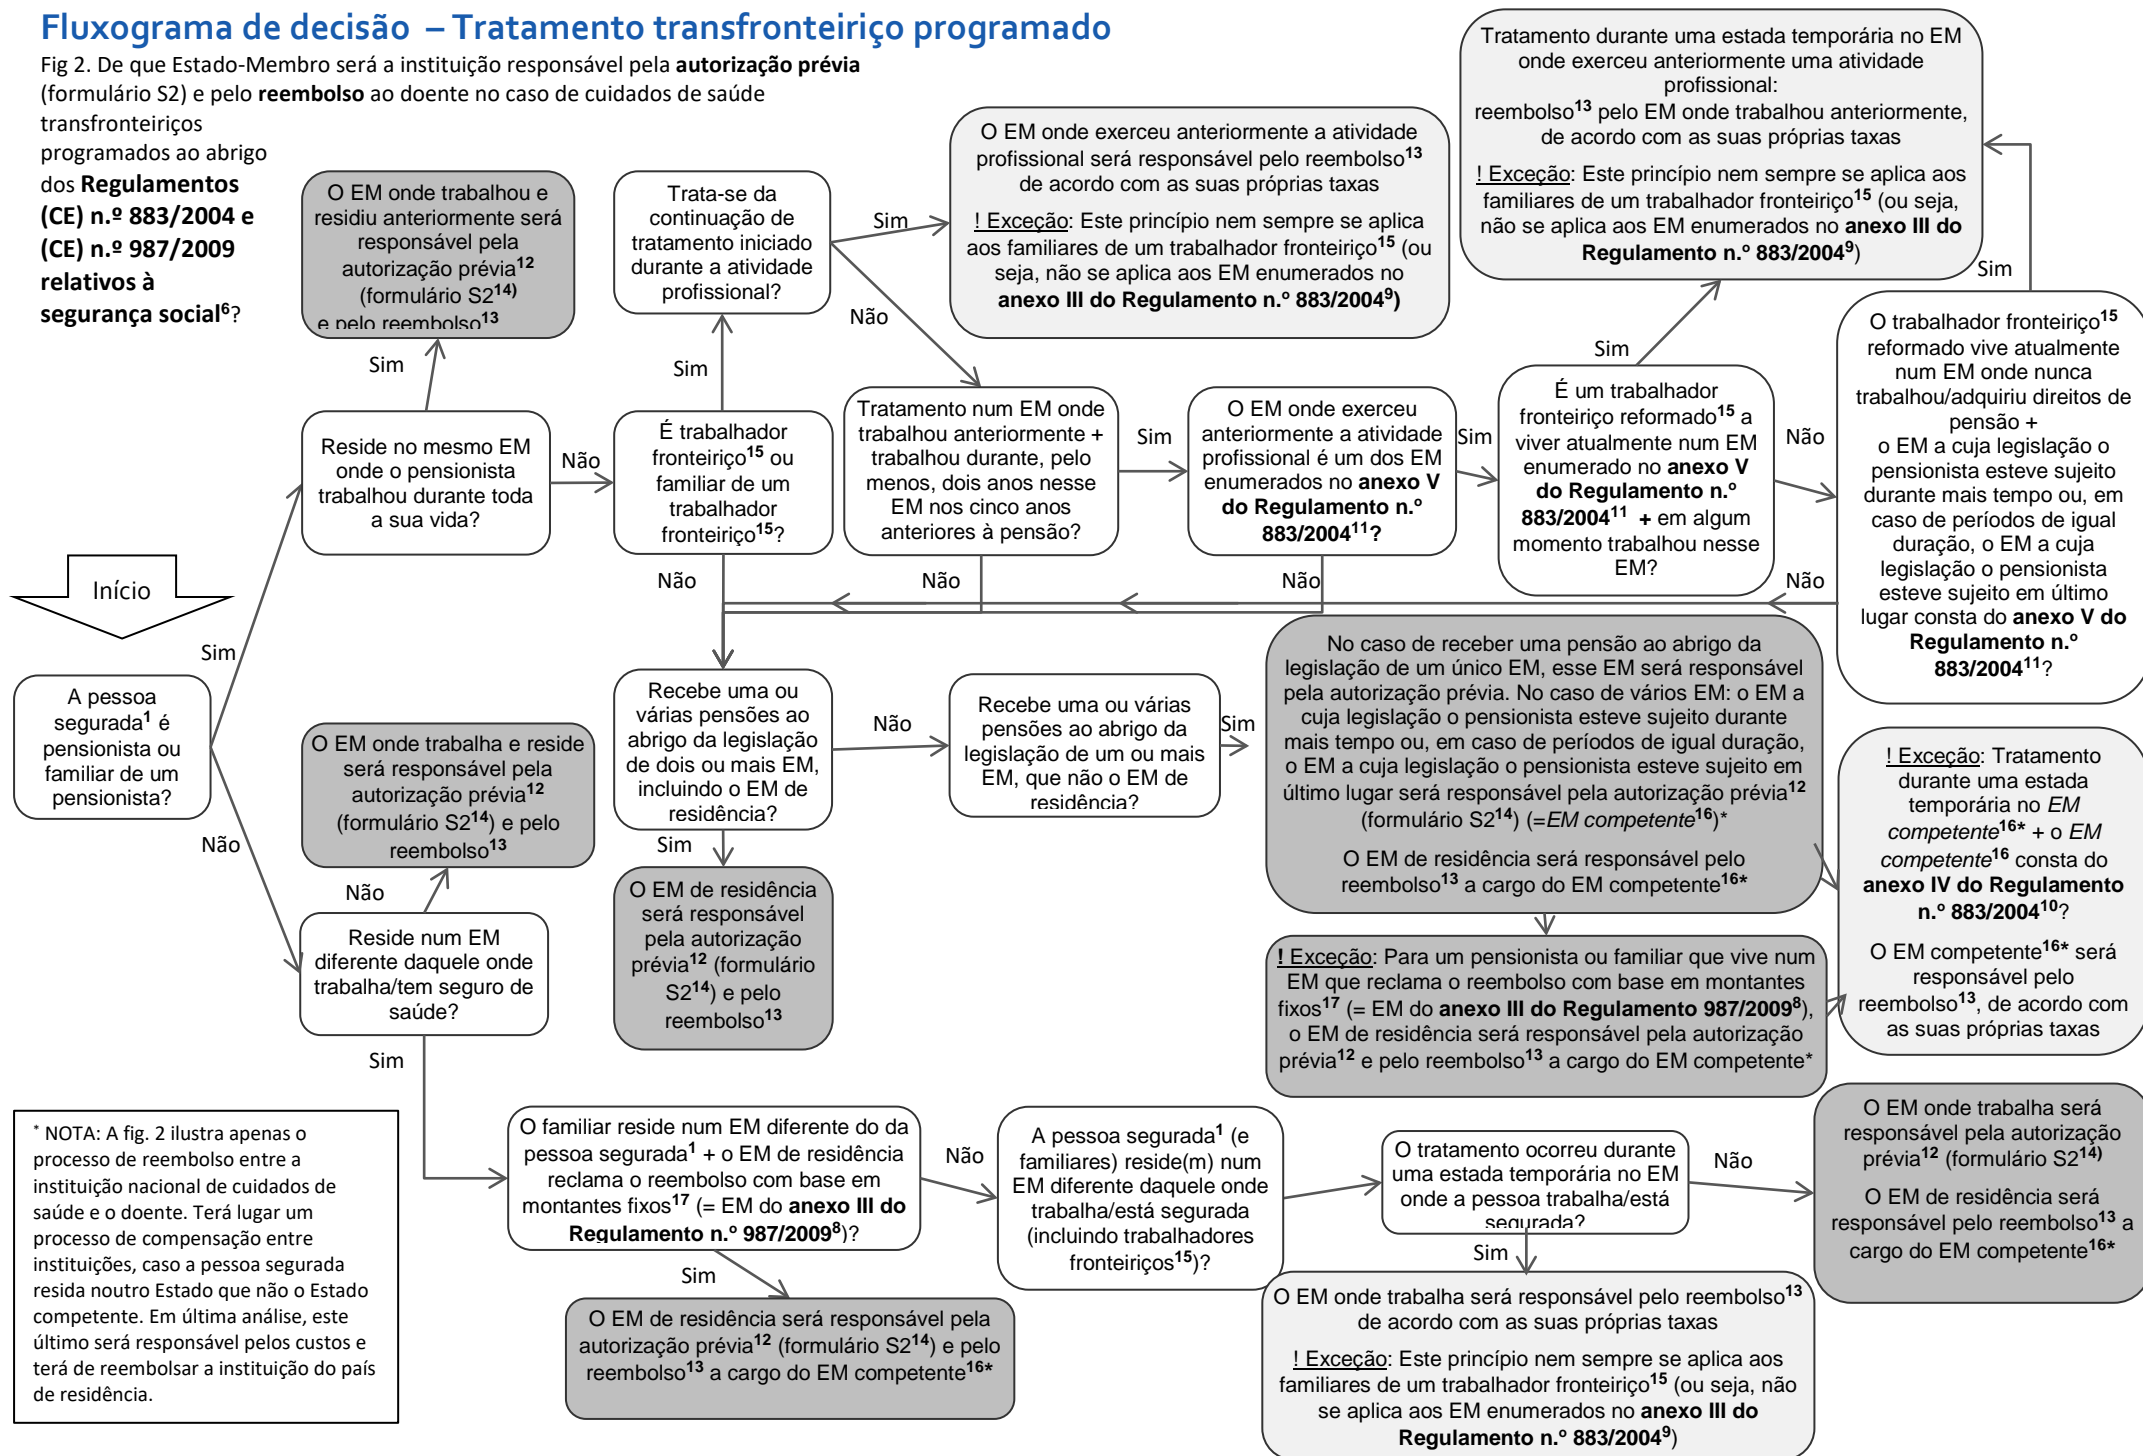 Fluxograma de decisão – Tratamento transfronteiriço programado
Fig 2. De que Estado-Membro será a instituição responsável pela autorização prévia
(formulário S2) e pelo reembolso ao doente no caso de cuidados de saúde
transfronteiriços
programados ao abrigo
dos Regulamentos
(CE) n.º 883/2004 e
(CE) n.º 987/2009
relativos à
segurança social6?
O EM onde trabalhou e
residiu anteriormente será
responsável pela
autorização prévia12
(formulário S214)
e pelo reembolso13
Trata-se da
continuação de
tratamento iniciado
durante a atividade
profissional?
Sim
Não
O EM onde exerceu anteriormente a atividade
profissional será responsável pelo reembolso13
de acordo com as suas próprias taxas
! Exceção: Este princípio nem sempre se aplica
aos familiares de um trabalhador fronteiriço15 (ou
seja, não se aplica aos EM enumerados no
anexo III do Regulamento n.º 883/20049)
Tratamento durante uma estada temporária no EM
onde exerceu anteriormente uma atividade
profissional:
reembolso13 pelo EM onde trabalhou anteriormente,
de acordo com as suas próprias taxas
! Exceção: Este princípio nem sempre se aplica aos
familiares de um trabalhador fronteiriço15 (ou seja,
não se aplica aos EM enumerados no anexo III do
Regulamento n.º 883/20049)
Sim
Sim
Sim
Sim
Reside no mesmo EM
onde o pensionista
trabalhou durante toda
a sua vida?
Não
É trabalhador
fronteiriço15 ou
familiar de um
trabalhador
fronteiriço15?
Tratamento num EM onde
trabalhou anteriormente +
trabalhou durante, pelo
menos, dois anos nesse
EM nos cinco anos
anteriores à pensão?
Sim
O EM onde exerceu
anteriormente a atividade
profissional é um dos EM
enumerados no anexo V
do Regulamento n.º
883/200411?
Sim
É um trabalhador
fronteiriço reformado15 a
viver atualmente num EM
enumerado no anexo V
do Regulamento n.º
883/200411 + em algum
momento trabalhou nesse
EM?
Não
O trabalhador fronteiriço15
reformado vive atualmente
num EM onde nunca
trabalhou/adquiriu direitos de
pensão +
o EM a cuja legislação o
pensionista esteve sujeito
durante mais tempo ou, em
caso de períodos de igual
duração, o EM a cuja
legislação o pensionista
esteve sujeito em último
lugar consta do anexo V do
Regulamento n.º
883/200411?
Não
Não
Não
Não
Início
Sim
A pessoa
segurada1 é
pensionista ou
familiar de um
pensionista?
Não
O EM onde trabalha e reside
será responsável pela
autorização prévia12
(formulário S214) e pelo
reembolso13
Recebe uma ou
várias pensões ao
abrigo da legislação
de dois ou mais EM,
incluindo o EM de
residência?
Não
Recebe uma ou várias
pensões ao abrigo da
legislação de um ou mais
EM, que não o EM de
residência?
Sim
No caso de receber uma pensão ao abrigo da
legislação de um único EM, esse EM será responsável
pela autorização prévia. No caso de vários EM: o EM a
cuja legislação o pensionista esteve sujeito durante
mais tempo ou, em caso de períodos de igual duração,
o EM a cuja legislação o pensionista esteve sujeito em
último lugar será responsável pela autorização prévia12
(formulário S214) (=EM competente16)*
O EM de residência será responsável pelo
reembolso13 a cargo do EM competente16*
! Exceção: Tratamento
durante uma estada
temporária no EM
competente16* + o EM
competente16 consta do
anexo IV do Regulamento
n.º 883/200410?
O EM competente16* será
responsável pelo
reembolso13, de acordo com
as suas próprias taxas
Sim
O EM de residência
será responsável
pela autorização
prévia12 (formulário
S214) e pelo
reembolso13
! Exceção: Para um pensionista ou familiar que vive num
EM que reclama o reembolso com base em montantes
fixos17 (= EM do anexo III do Regulamento 987/20098),
o EM de residência será responsável pela autorização
prévia12 e pelo reembolso13 a cargo do EM competente*
Não
Reside num EM
diferente daquele onde
trabalha/tem seguro de
saúde?
Sim
* NOTA: A fig. 2 ilustra apenas o
processo de reembolso entre a
instituição nacional de cuidados de
saúde e o doente. Terá lugar um
processo de compensação entre
instituições, caso a pessoa segurada
resida noutro Estado que não o Estado
competente. Em última análise, este
último será responsável pelos custos e
terá de reembolsar a instituição do país
de residência.
O familiar reside num EM diferente do da
pessoa segurada1 + o EM de residência
reclama o reembolso com base em
montantes fixos17 (= EM do anexo III do
Regulamento n.º 987/20098)?
Não
A pessoa segurada1 (e
familiares) reside(m) num
EM diferente daquele onde
trabalha/está segurada
(incluindo trabalhadores
fronteiriços15)?
O tratamento ocorreu durante
uma estada temporária no EM
onde a pessoa trabalha/está
segurada?
Não
O EM onde trabalha será
responsável pela autorização
prévia12 (formulário S214)
O EM de residência será
responsável pelo reembolso13 a
cargo do EM competente16*
Sim
O EM de residência será responsável pela
autorização prévia12 (formulário S214) e pelo
reembolso13 a cargo do EM competente16*
Sim
O EM onde trabalha será responsável pelo reembolso13
de acordo com as suas próprias taxas
! Exceção: Este princípio nem sempre se aplica aos
familiares de um trabalhador fronteiriço15 (ou seja, não
se aplica aos EM enumerados no anexo III do
Regulamento n.º 883/20049)